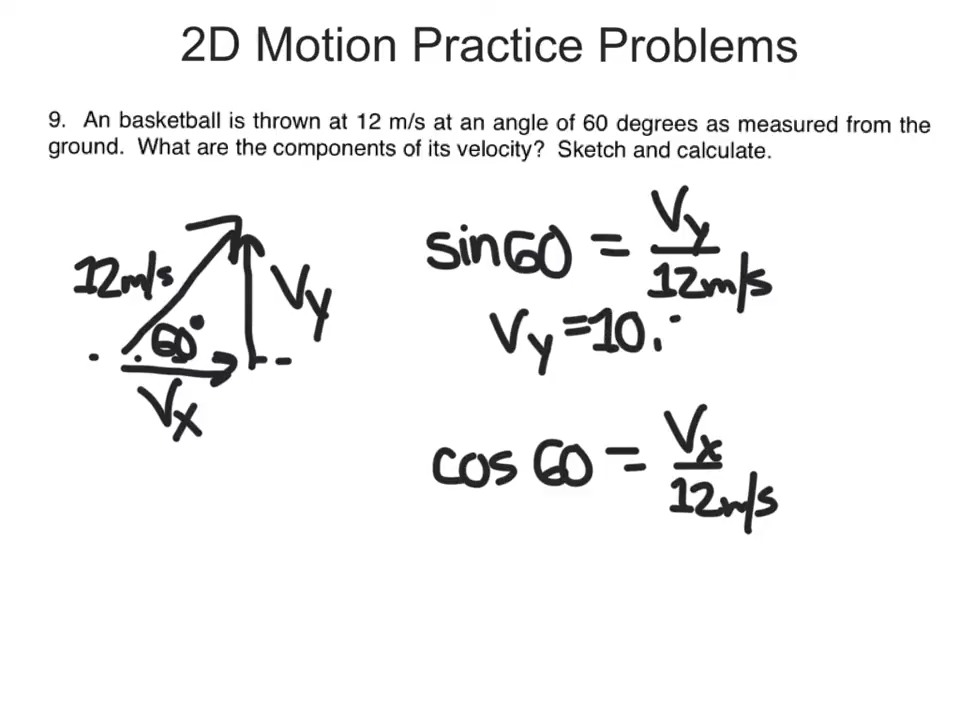 2D Motion Practice Problems
9. An basketball is thrown at 12 m/s at an angle of 60 degrees as measured from the
ground. What are the components of its velocity? Sketch and calculate.
12m/s
60°
Vy
Vx
sin60 = Vy/12m/s
Vy=10.
cos 60 = Vx/12m/s